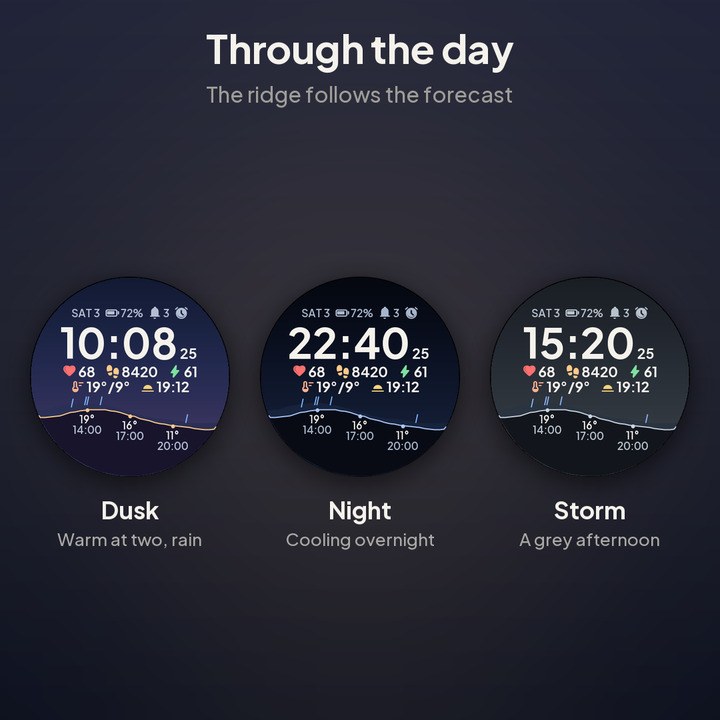 Through the day
The ridge follows the forecast
SAT 3 72% 3
10:08 25
68 8420 61
19°/9° 19:12
19° 16° 11°
14:00 17:00 20:00
Dusk
Warm at two, rain
SAT 3 72% 3
22:40 25
68 8420 61
19°/9° 19:12
19° 16° 11°
14:00 17:00 20:00
Night
Cooling overnight
SAT 3 72% 3
15:20 25
68 8420 61
19°/9° 19:12
19° 16° 11°
14:00 17:00 20:00
Storm
A grey afternoon